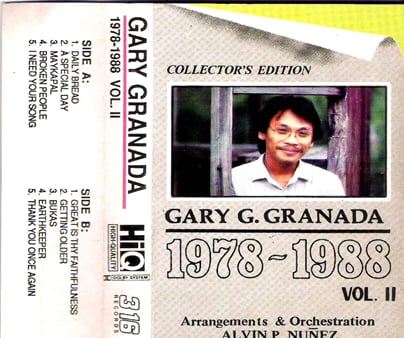 SIDE A:
1. DAILY BREAD
2. A SPECIAL DAY
3. MAYKAPAL
4. BROKEN PEOPLE
5. I NEED YOUR SONG
SIDE B:
1. GREAT IS THY FAITHFULNESS
2. GETTING OLDER
3. BUKAS
4. EARTHKEEPER
5. THANK YOU ONCE AGAIN
GARY GRANADA
1978-1988 VOL. II
HiQ
HIGH-QUALITY
DOLBY SYSTEM
316
RECORDS
COLLECTOR'S EDITION
GARY G. GRANADA
1978-1988
VOL. II
Arrangements & Orchestration
ALVIN P. NUÑEZ